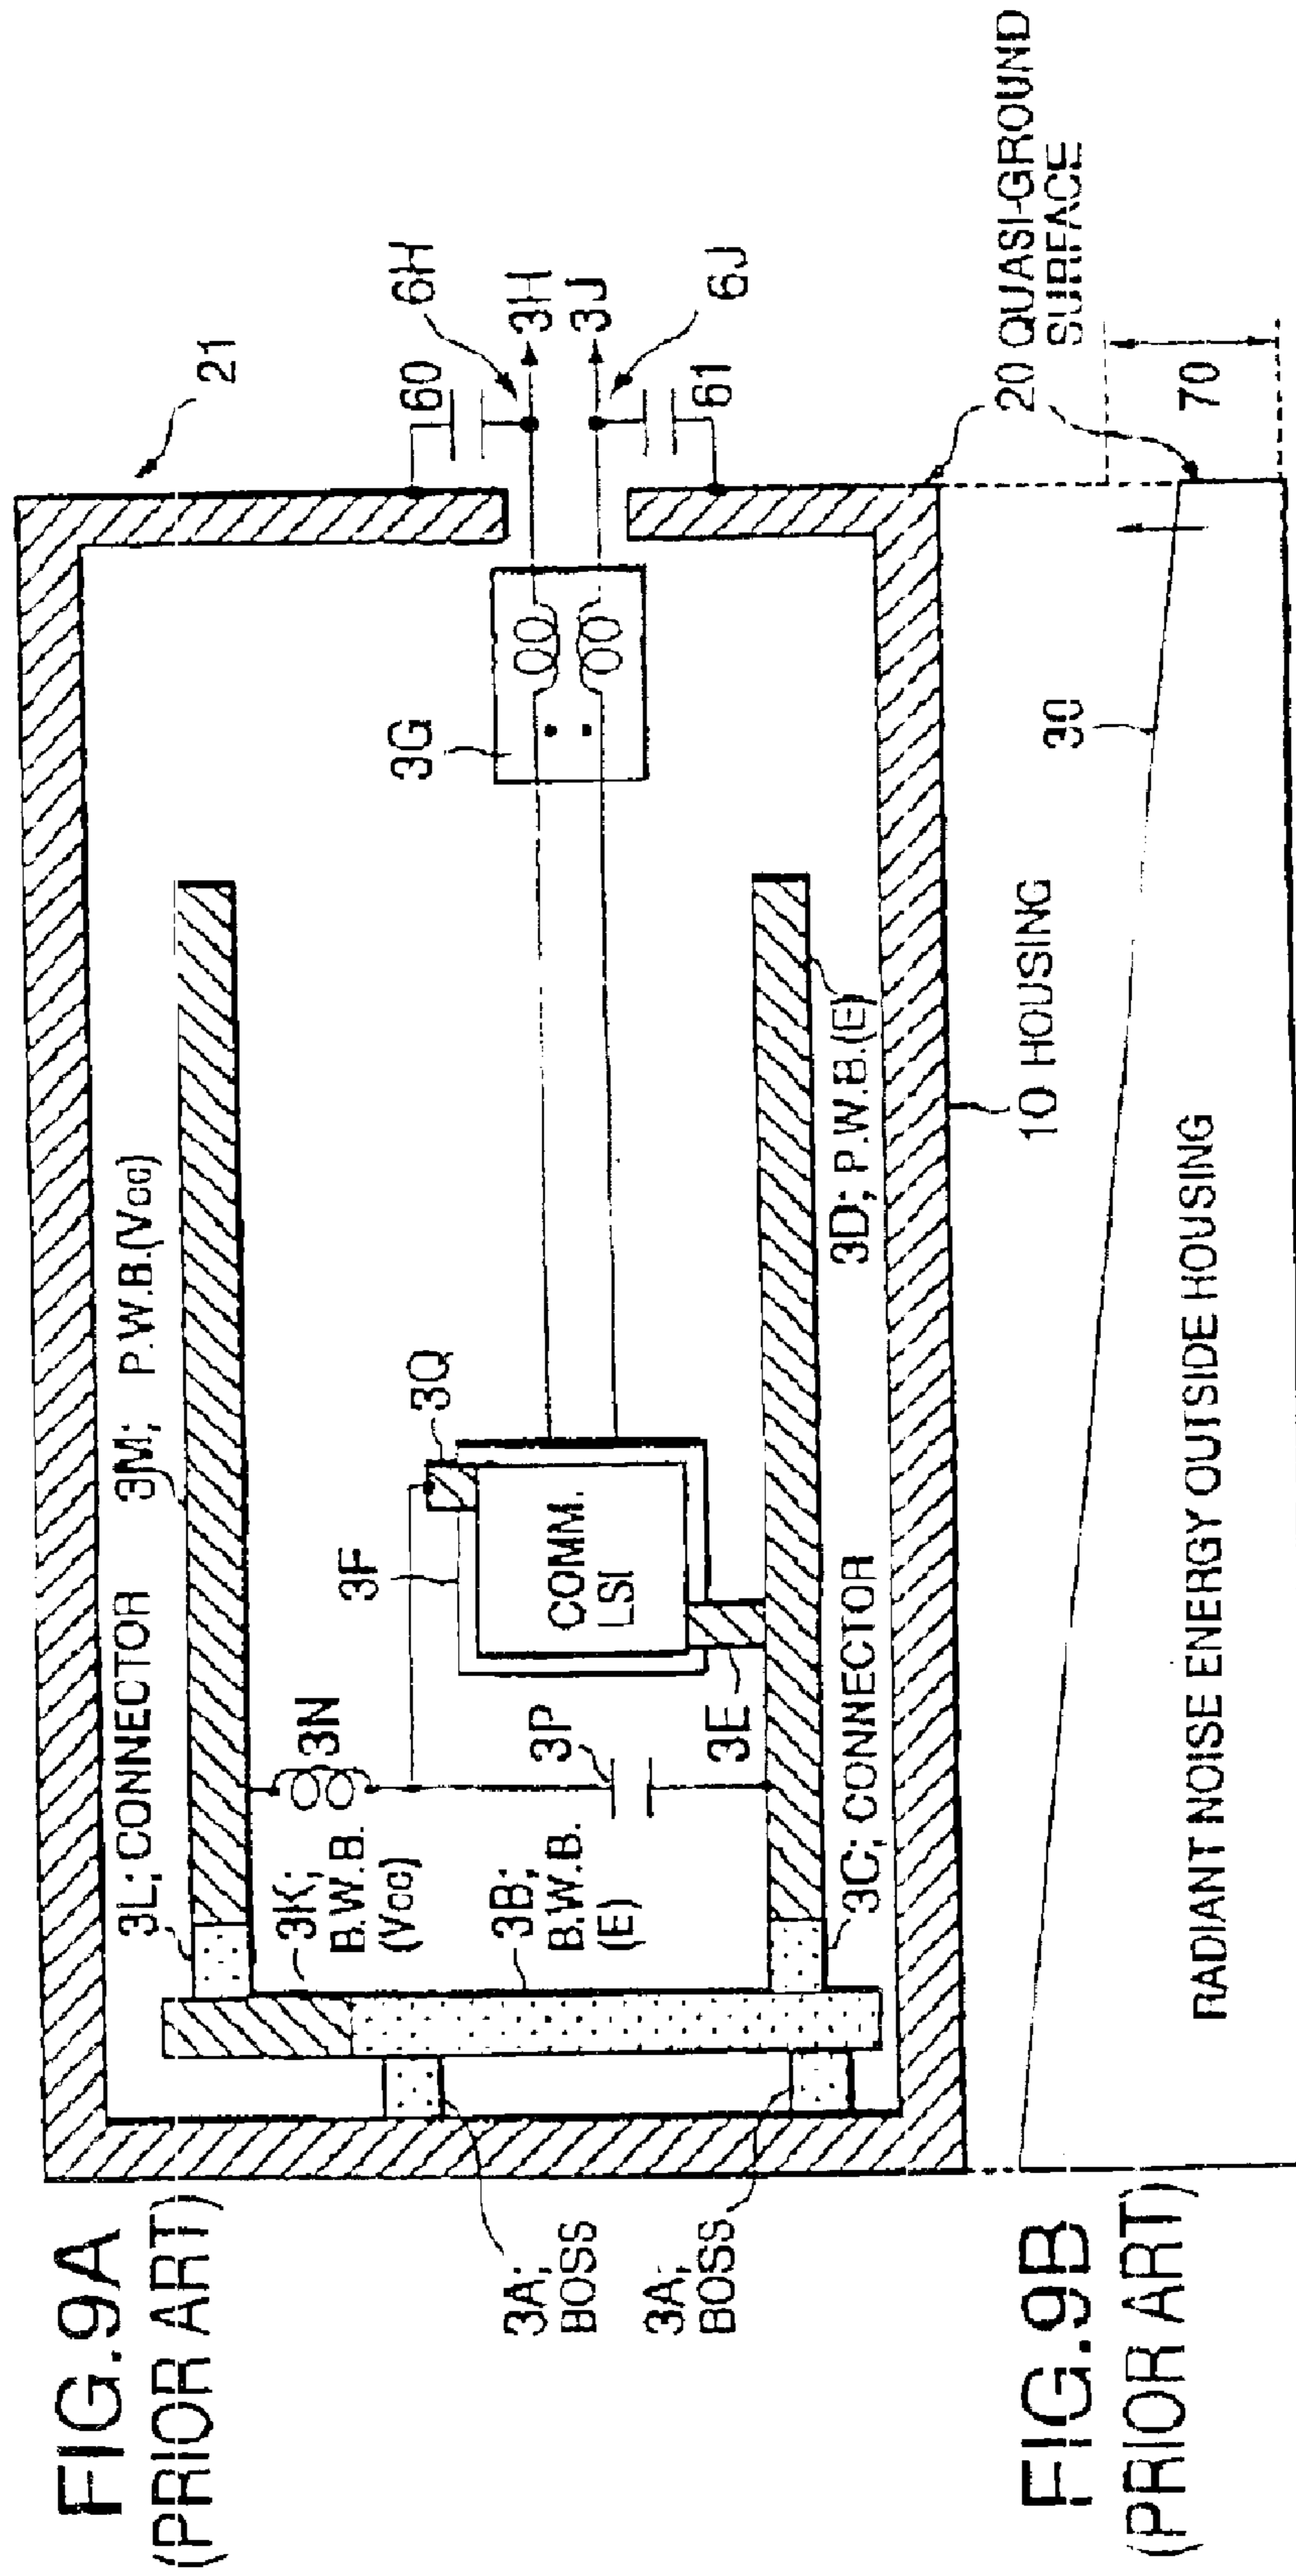 FIG.9A
(PRIOR ART)
3L; CONNECTOR
3M; P.W.B.(Vcc)
21
3K;
B.W.B.
(Vcc)
3N
3F
3Q
3G
60
6H
3H
3J
6J
61
3B;
B.W.B.
(E)
3P
3E
COMM.
LSI
3A;
BOSS
3A;
BOSS
3C; CONNECTOR
3D; P.W.B.(E)
10 HOUSING
20 QUASI-GROUND
SURFACE
FIG.9B
(PRIOR ART)
30
70
RADIANT NOISE ENERGY OUTSIDE HOUSING